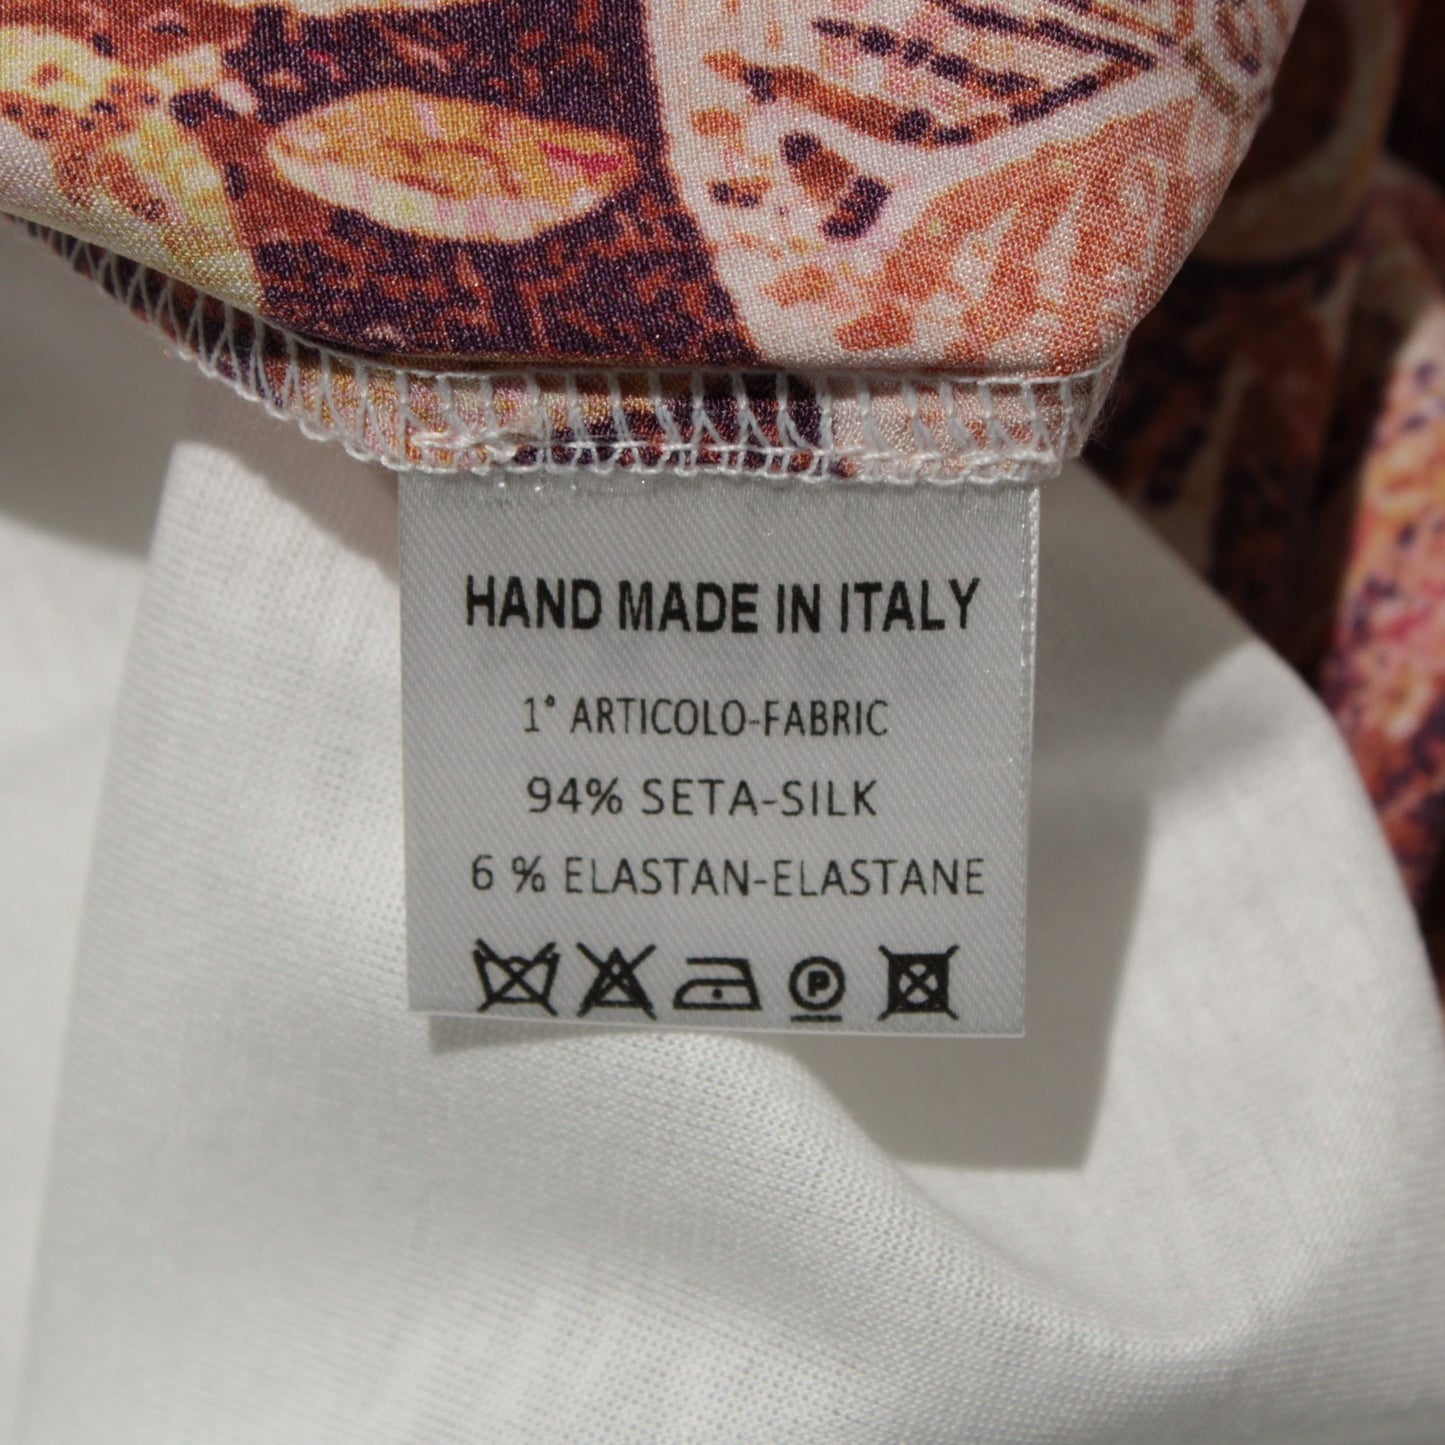 HAND MADE IN ITALY
1° ARTICOLO-FABRIC
94% SETA-SILK
6 % ELASTAN-ELASTANE
P